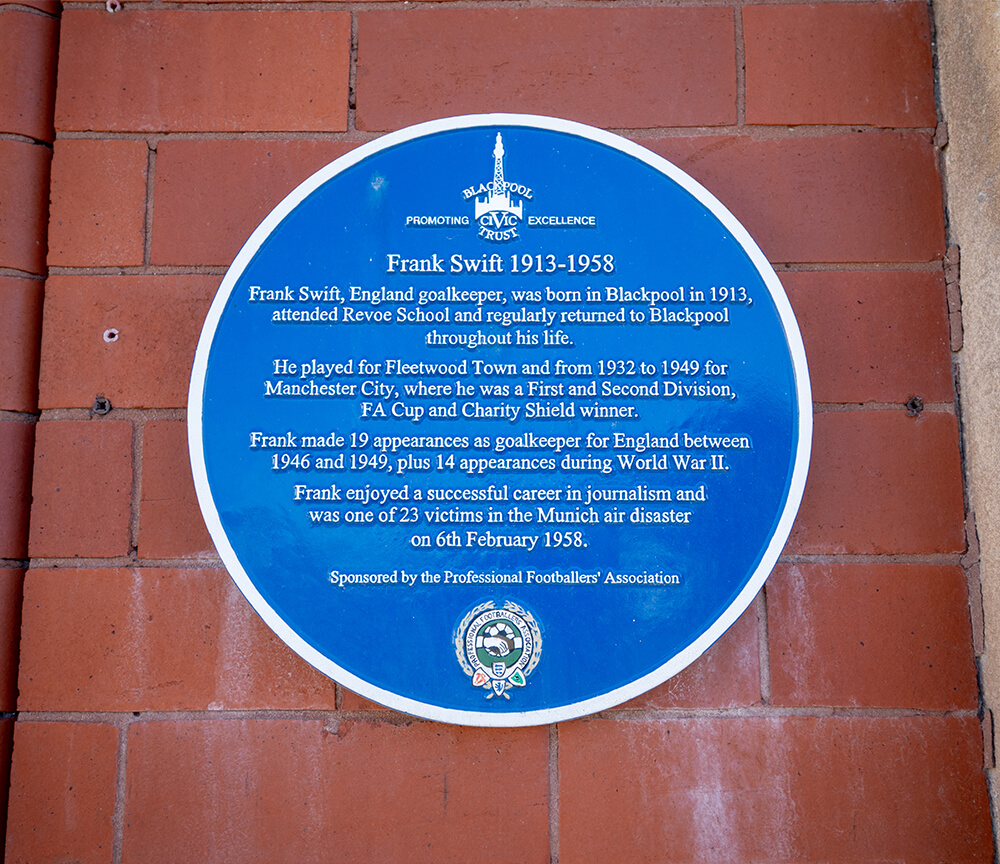 BLACKPOOL
PROMOTING CIVIC EXCELLENCE
TRUST
Frank Swift 1913-1958
Frank Swift, England goalkeeper, was born in Blackpool in 1913,
attended Revoe School and regularly returned to Blackpool
throughout his life.
He played for Fleetwood Town and from 1932 to 1949 for
Manchester City, where he was a First and Second Division,
FA Cup and Charity Shield winner.
Frank made 19 appearances as goalkeeper for England between
1946 and 1949, plus 14 appearances during World War II.
Frank enjoyed a successful career in journalism and
was one of 23 victims in the Munich air disaster
on 6th February 1958.
Sponsored by the Professional Footballers' Association
PROFESSIONAL FOOTBALLERS ASSOCIATION